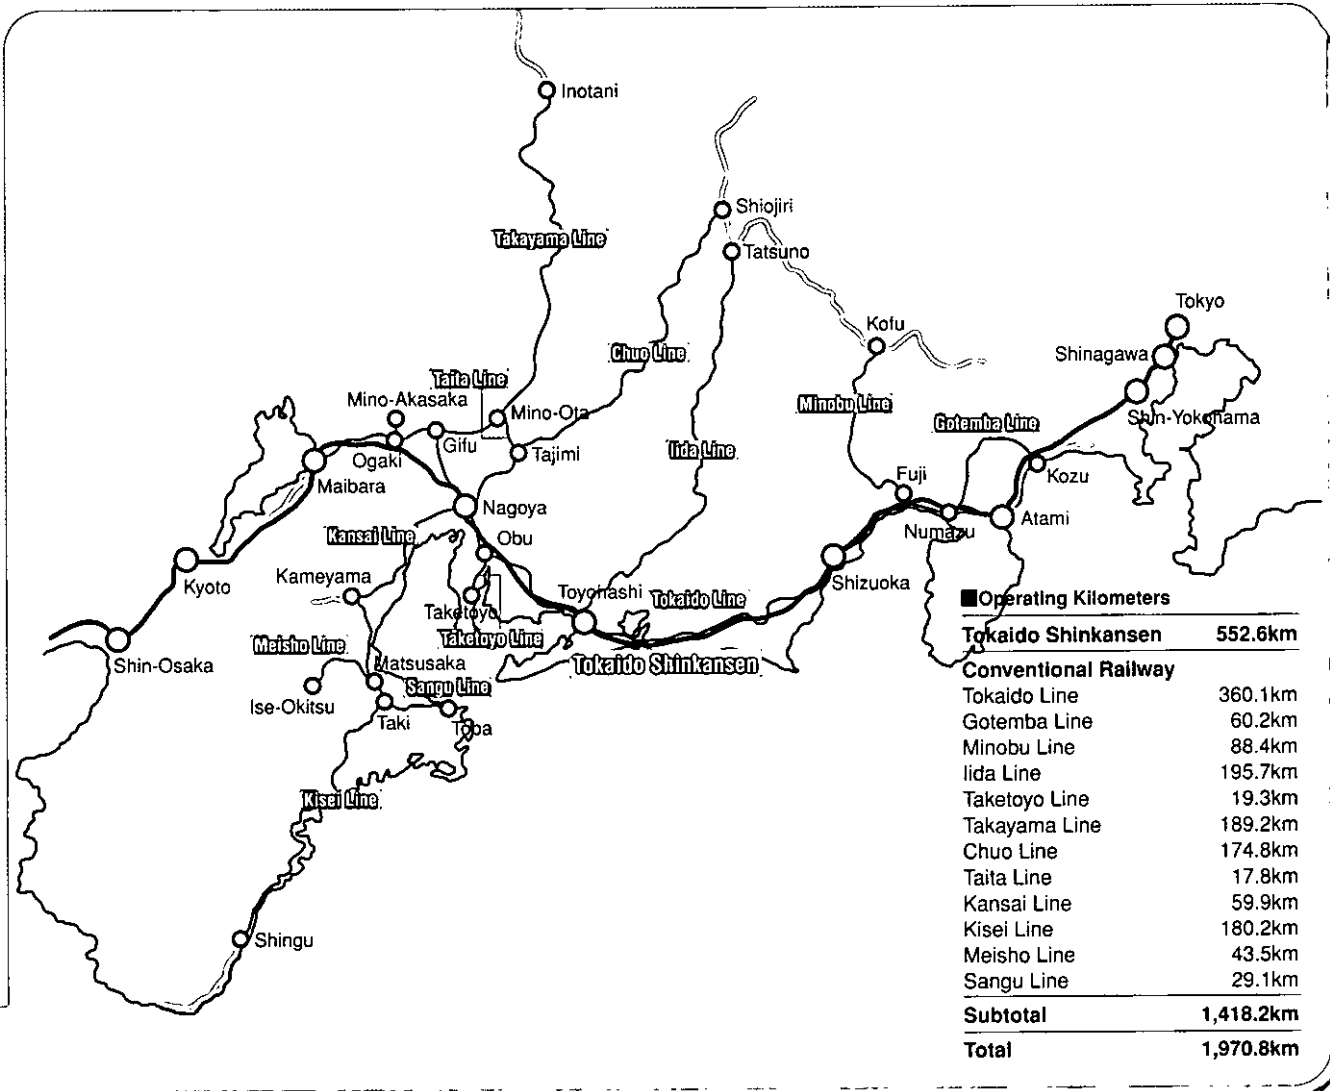 Inotani
Shiojiri
Takayama Line
Tatsuno
Tokyo
Kofu
Chuo Line
Shinagawa
Taita Line
Mino-Akasaka
Mino-Ota
Minobu Line
Shin-Yokohama
Gotemba Line
Ogaki
Gifu
Tajimi
Iida Line
Maibara
Fuji
Kozu
Nagoya
Atami
Numazu
Kansai Line
Obu
Kameyama
Kyoto
Toyohashi
Shizuoka
Taketoyo
Tokaido Line
Taketoyo Line
Meisho Line
Shin-Osaka
Matsusaka
Tokaido Shinkansen
Sangu Line
Ise-Okitsu
Taki
Toba
Kisei Line
Shingu
■Operating Kilometers
Tokaido Shinkansen 552.6km
Conventional Railway
Tokaido Line 360.1km
Gotemba Line 60.2km
Minobu Line 88.4km
Iida Line 195.7km
Taketoyo Line 19.3km
Takayama Line 189.2km
Chuo Line 174.8km
Taita Line 17.8km
Kansai Line 59.9km
Kisei Line 180.2km
Meisho Line 43.5km
Sangu Line 29.1km
Subtotal 1,418.2km
Total 1,970.8km